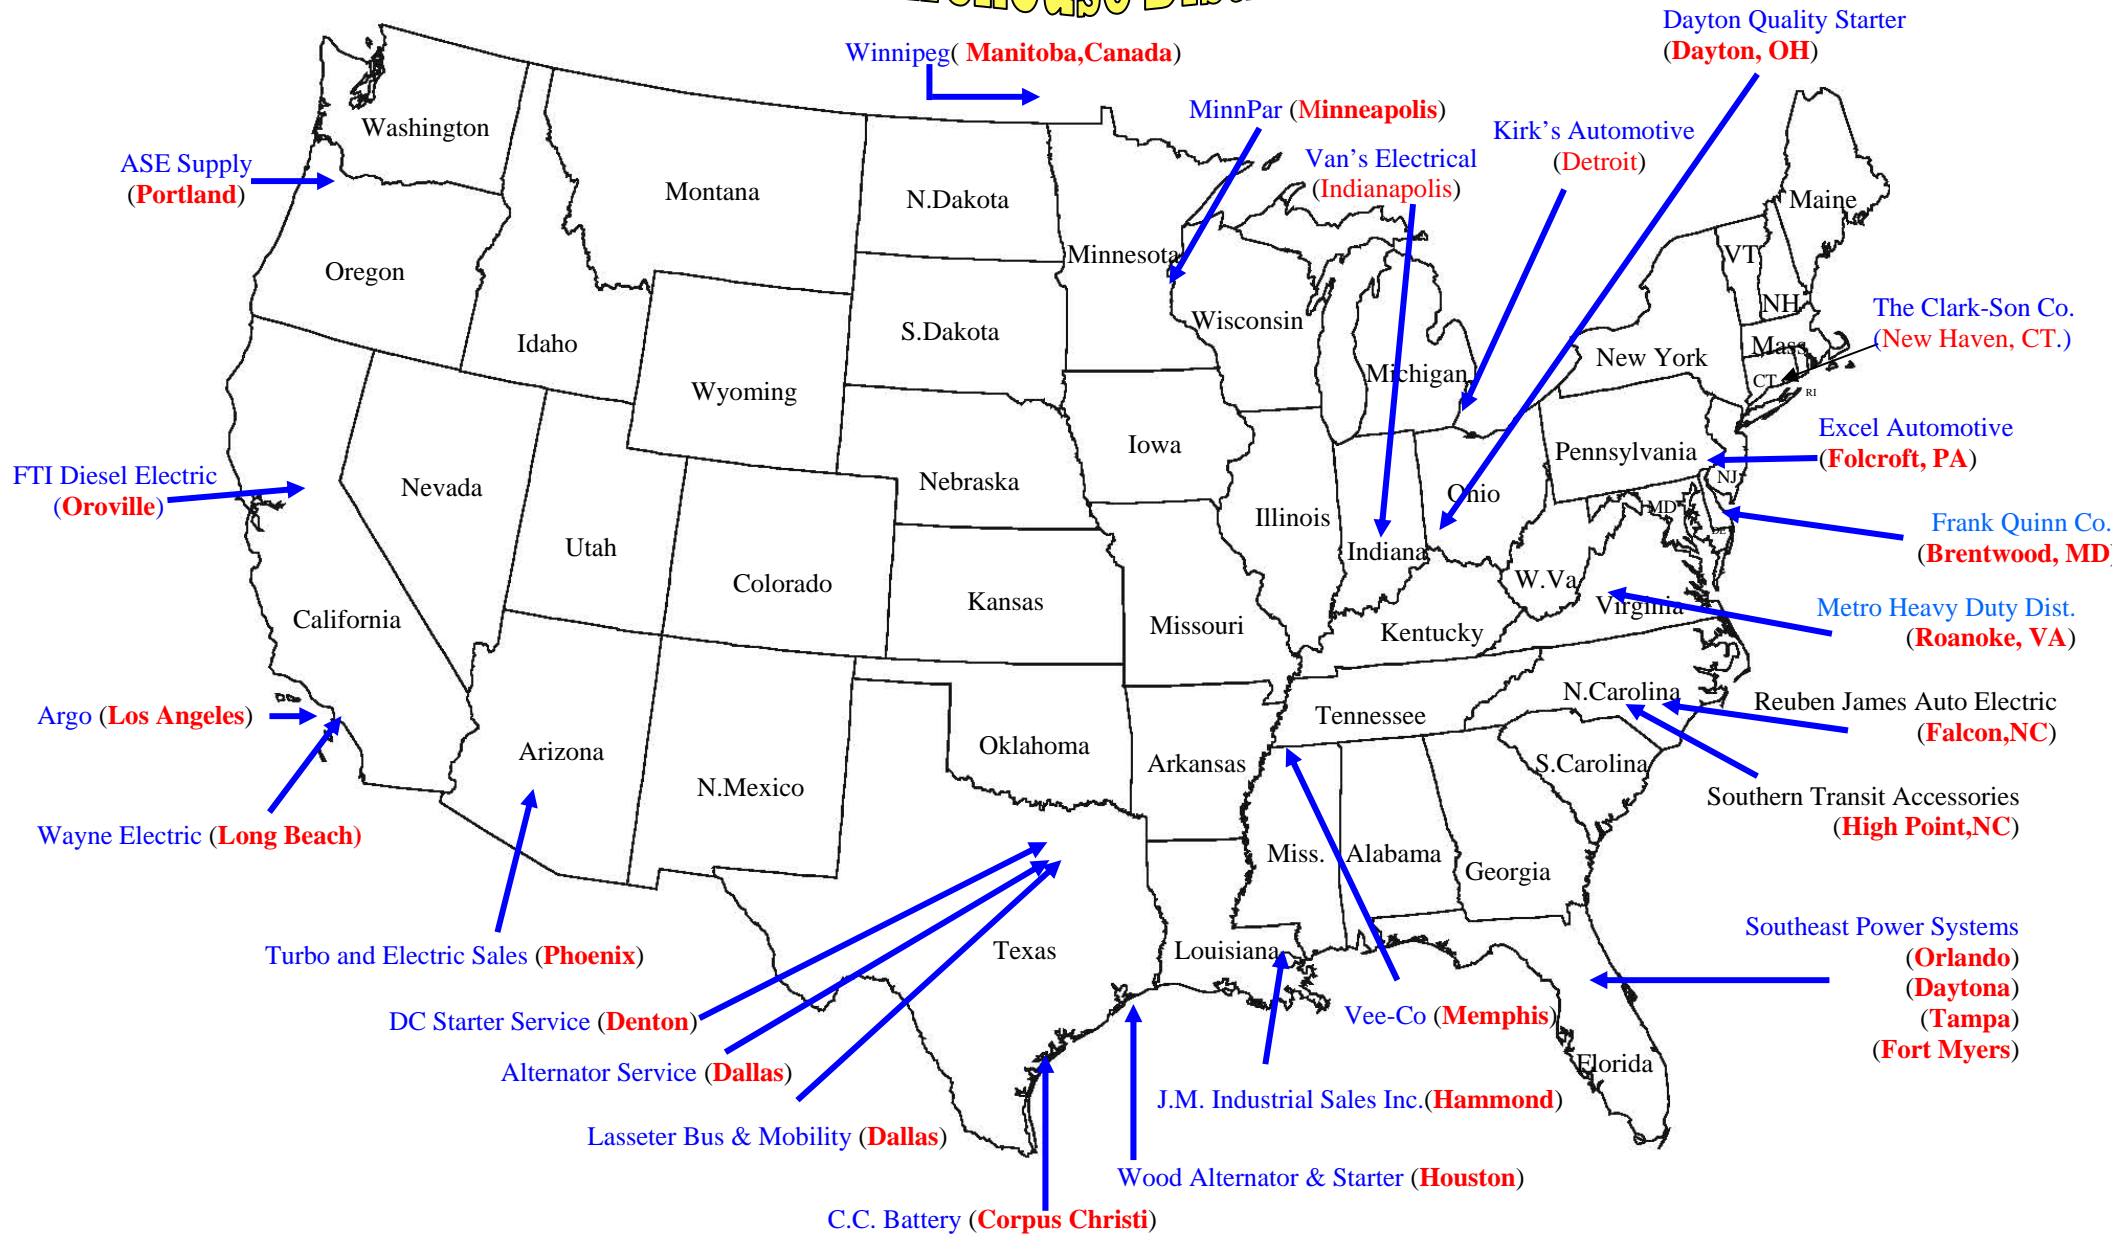 Winnipeg( Manitoba,Canada)
Dayton Quality Starter
(Dayton, OH)
MinnPar (Minneapolis)
Kirk's Automotive
(Detroit)
Van's Electrical
(Indianapolis)
ASE Supply
(Portland)
Washington
Montana
N.Dakota
Minnesota
Maine
VT
NH
Oregon
Idaho
S.Dakota
Wisconsin
Michigan
New York
Mass
CT
RI
The Clark-Son Co.
(New Haven, CT.)
Wyoming
Iowa
Pennsylvania
NJ
Excel Automotive
(Folcroft, PA)
FTI Diesel Electric
(Oroville)
Nevada
Nebraska
Illinois
Indiana
Ohio
MD
DE
Frank Quinn Co.
(Brentwood, MD)
Utah
Colorado
Kansas
Missouri
Kentucky
W.Va
Virginia
Metro Heavy Duty Dist.
(Roanoke, VA)
California
Argo (Los Angeles)
Arizona
N.Mexico
Oklahoma
Arkansas
Tennessee
N.Carolina
Reuben James Auto Electric
(Falcon,NC)
S.Carolina
Southern Transit Accessories
(High Point,NC)
Wayne Electric (Long Beach)
Miss.
Alabama
Georgia
Turbo and Electric Sales (Phoenix)
Texas
Louisiana
Southeast Power Systems
(Orlando)
(Daytona)
(Tampa)
(Fort Myers)
Florida
DC Starter Service (Denton)
Vee-Co (Memphis)
Alternator Service (Dallas)
J.M. Industrial Sales Inc.(Hammond)
Lasseter Bus & Mobility (Dallas)
Wood Alternator & Starter (Houston)
C.C. Battery (Corpus Christi)